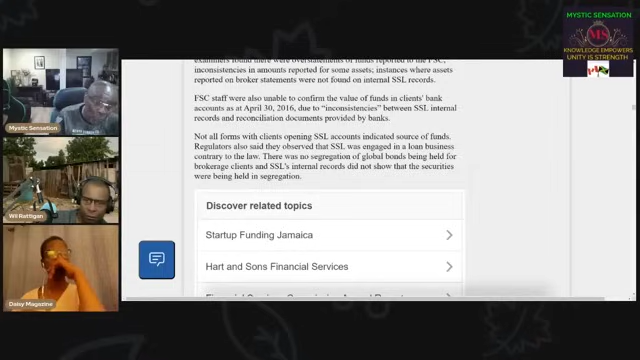 MYSTIC SENSATION
MS
KNOWLEDGE EMPOWERS
UNITY IS STRENGTH
examiners found there were overstatements of funds reported to the FSC,
inconsistencies in amounts reported for some assets; instances where assets
reported on broker statements were not found on internal SSL records.
FSC staff were also unable to confirm the value of funds in clients' bank
accounts as at April 30, 2016, due to "inconsistencies" between SSL internal
records and reconciliation documents provided by banks.
Not all forms with clients opening SSL accounts indicated source of funds.
Regulators also said they observed that SSL was engaged in a loan business
contrary to the law. There was no segregation of global bonds being held for
brokerage clients and SSL's internal records did not show that the securities
were being held in segregation.
Discover related topics
Startup Funding Jamaica
Hart and Sons Financial Services
Mystic Sensation
Wil Rattigan
Daisy Magazine